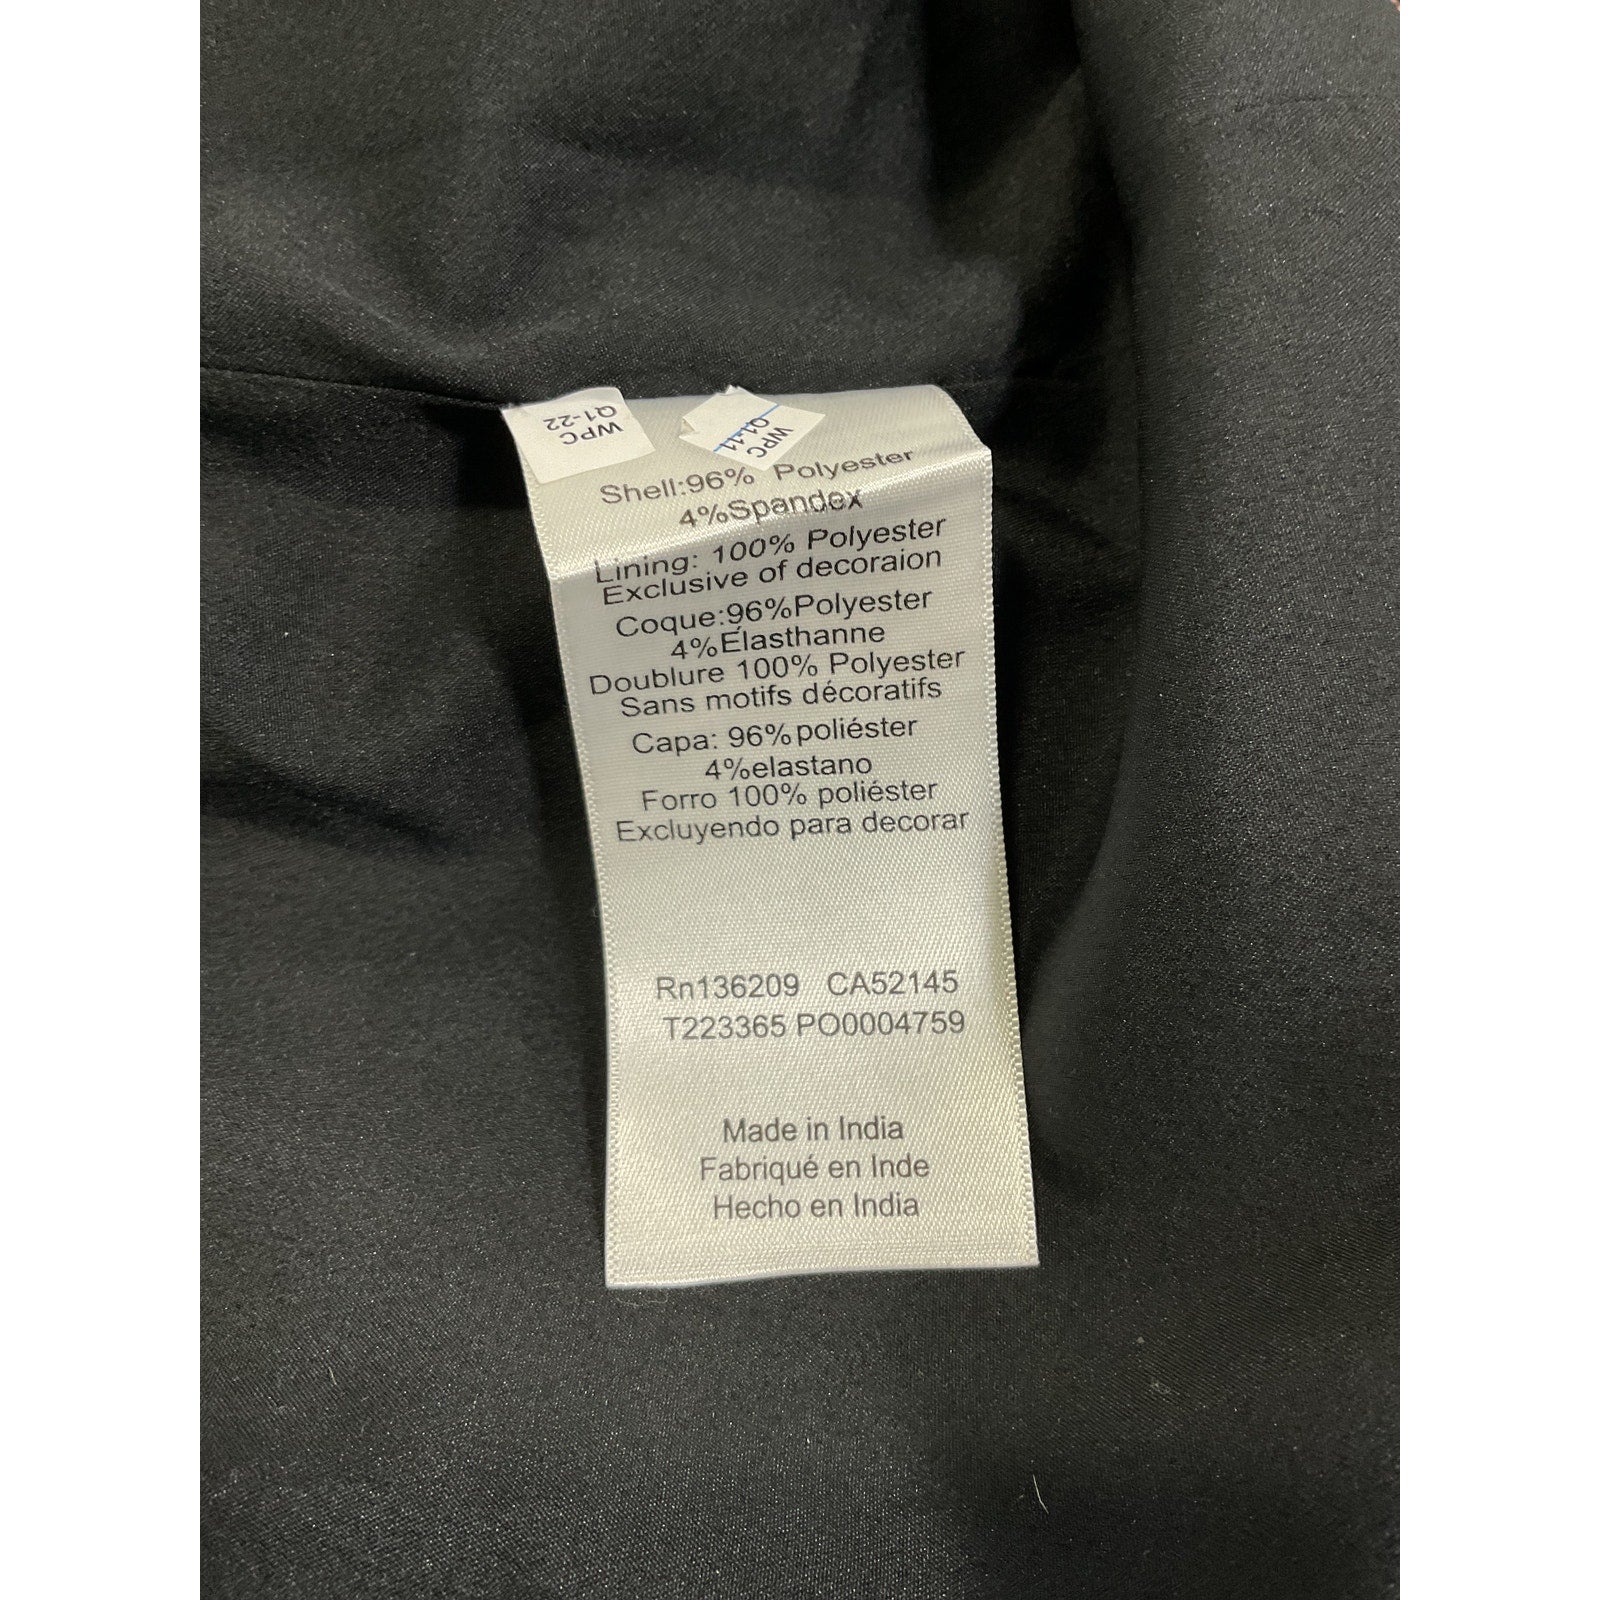 WPC
Q1-22
WPC
Q1-11
Shell:96% Polyester
4%Spandex
Lining: 100% Polyester
Exclusive of decoraion
Coque:96%Polyester
4%Élasthanne
Doublure 100% Polyester
Sans motifs décoratifs
Capa: 96%poliéster
4%elastano
Forro 100% poliéster
Excluyendo para decorar
Rn136209 CA52145
T223365 PO0004759
Made in India
Fabriqué en Inde
Hecho en India